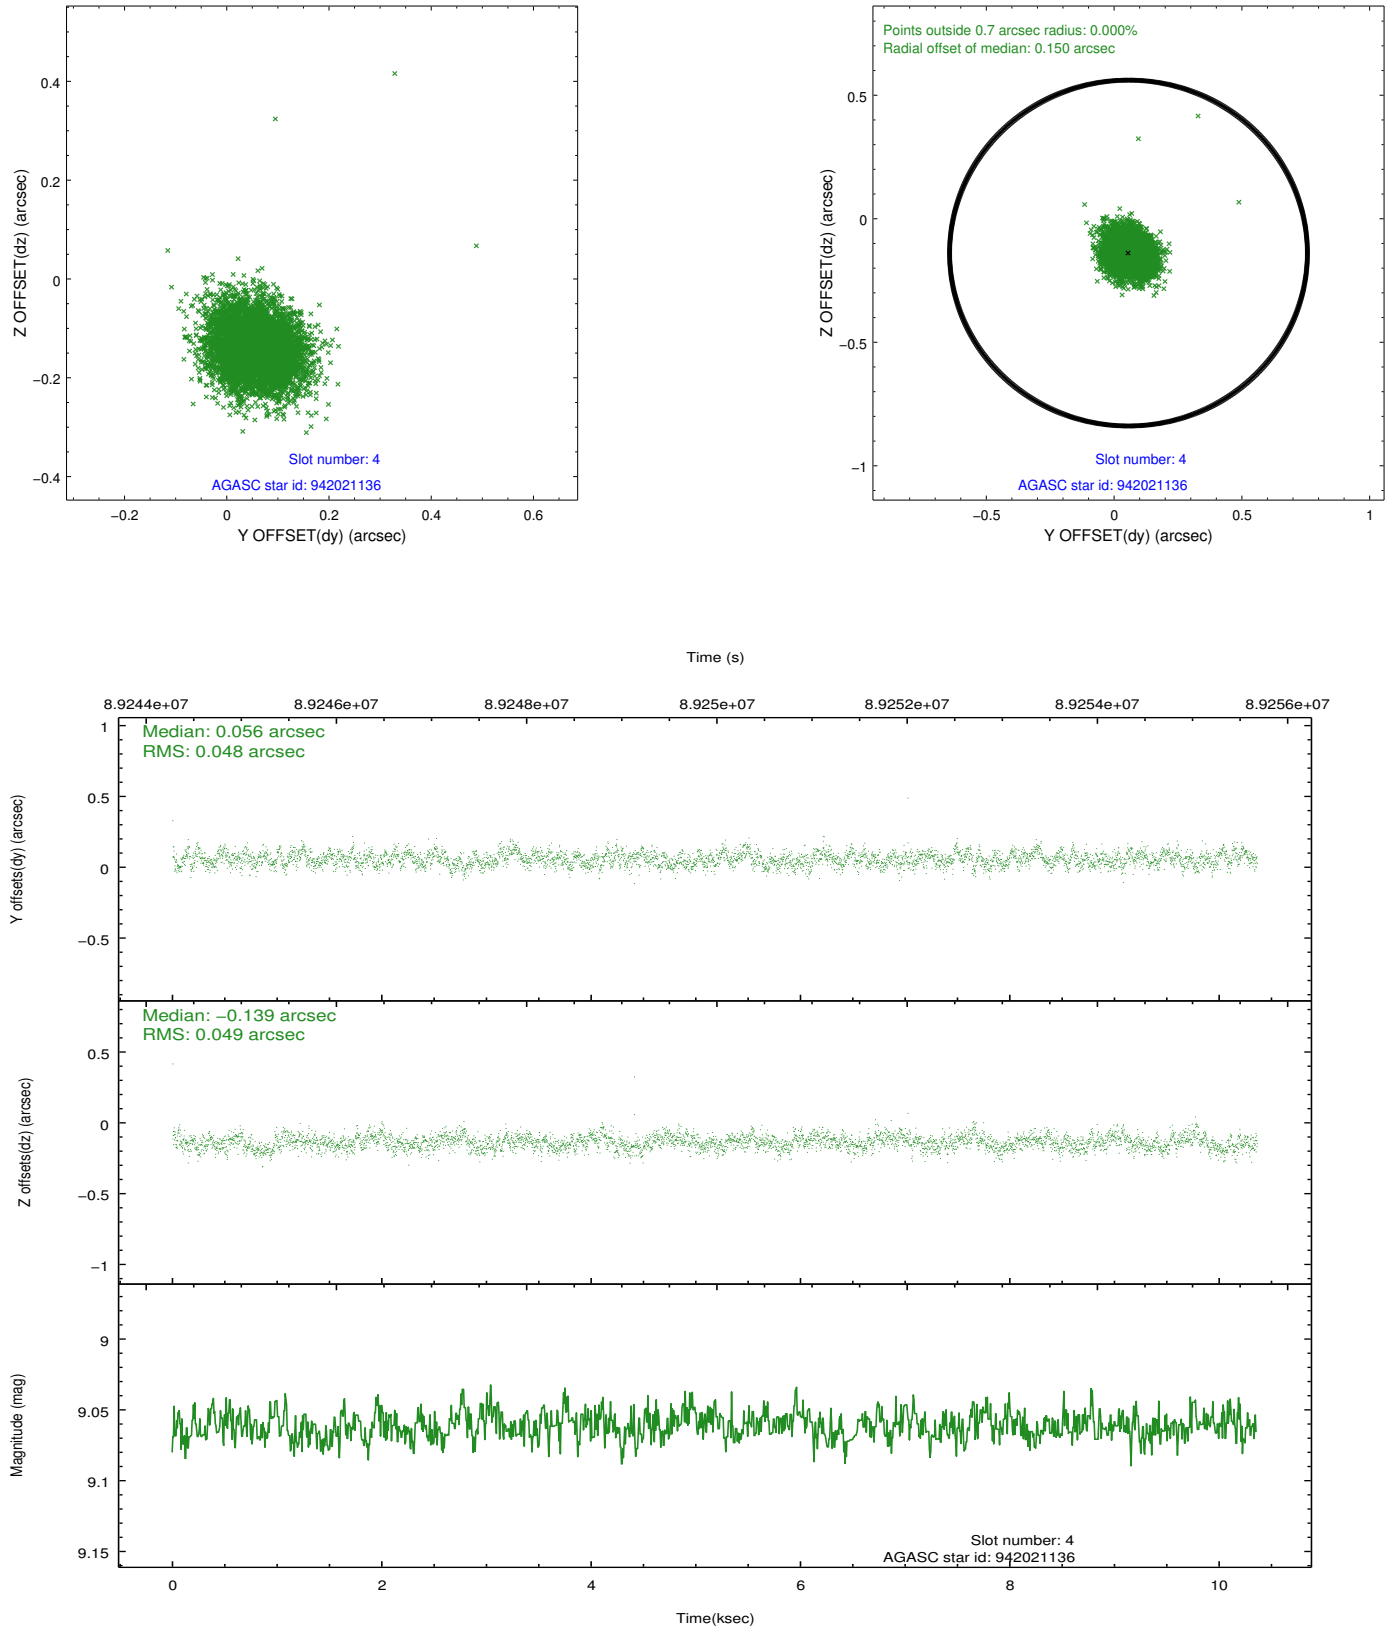 0.4
0.2
0
−0.2
−0.4
Z OFFSET(dz) (arcsec)
Slot number: 4
AGASC star id: 942021136
−0.2
0
0.2
0.4
0.6
Y OFFSET(dy) (arcsec)
Points outside 0.7 arcsec radius: 0.000%
Radial offset of median: 0.150 arcsec
0.5
0
−0.5
−1
Z OFFSET(dz) (arcsec)
Slot number: 4
AGASC star id: 942021136
−0.5
0
0.5
1
Y OFFSET(dy) (arcsec)
Time (s)
8.9244e+07
8.9246e+07
8.9248e+07
8.925e+07
8.9252e+07
8.9254e+07
8.9256e+07
Median: 0.056 arcsec
RMS: 0.048 arcsec
1
0.5
0
−0.5
Y offsets(dy) (arcsec)
Median: −0.139 arcsec
RMS: 0.049 arcsec
0.5
0
−0.5
−1
Z offsets(dz) (arcsec)
9
9.05
9.1
9.15
Magnitude (mag)
Slot number: 4
AGASC star id: 942021136
0
2
4
6
8
10
Time(ksec)